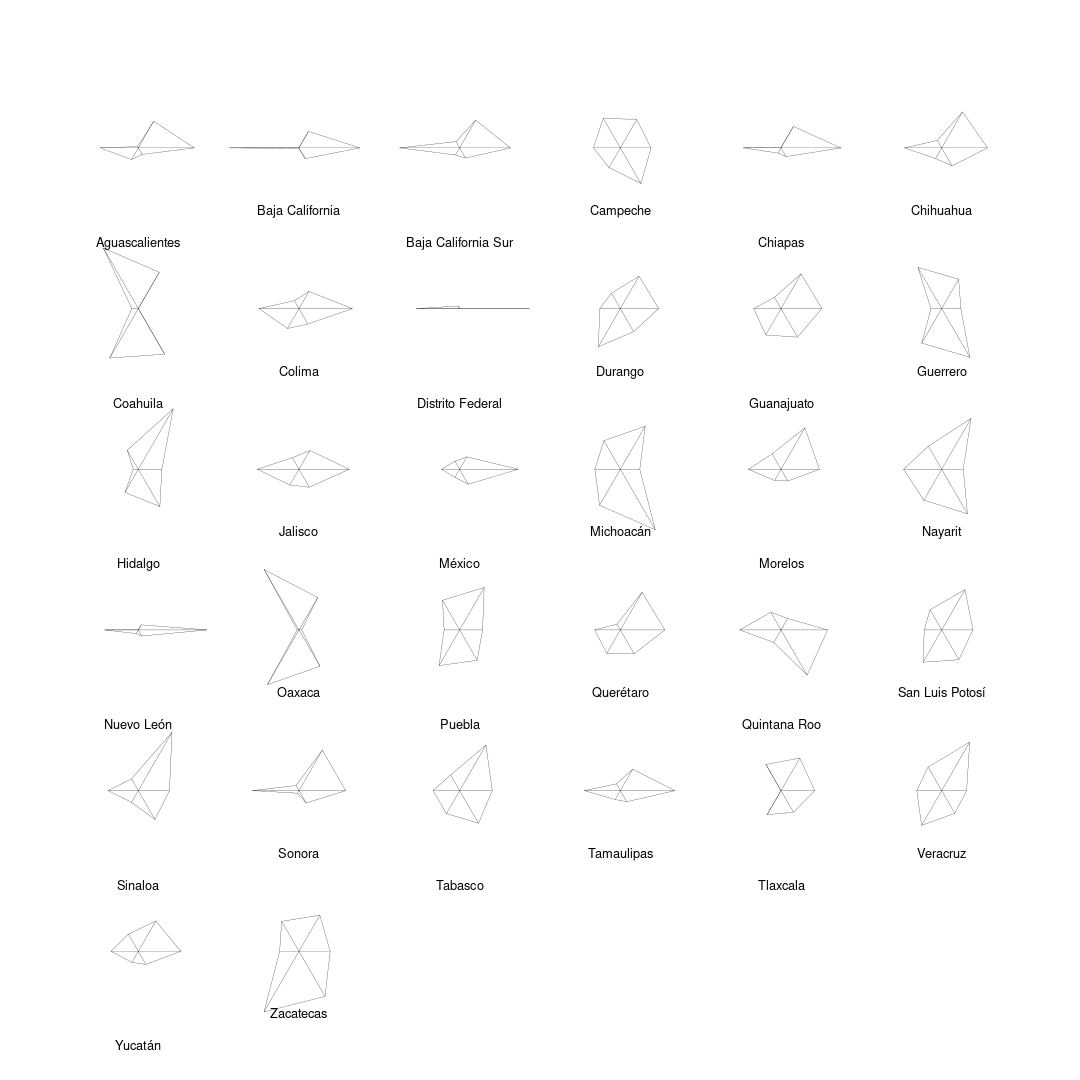 Baja California
Campeche
Chihuahua
Aguascalientes
Baja California Sur
Chiapas
Colima
Durango
Guerrero
Coahuila
Distrito Federal
Guanajuato
Jalisco
Michoacán
Nayarit
Hidalgo
México
Morelos
Oaxaca
Querétaro
San Luis Potosí
Nuevo León
Puebla
Quintana Roo
Sonora
Tamaulipas
Veracruz
Sinaloa
Tabasco
Tlaxcala
Zacatecas
Yucatán